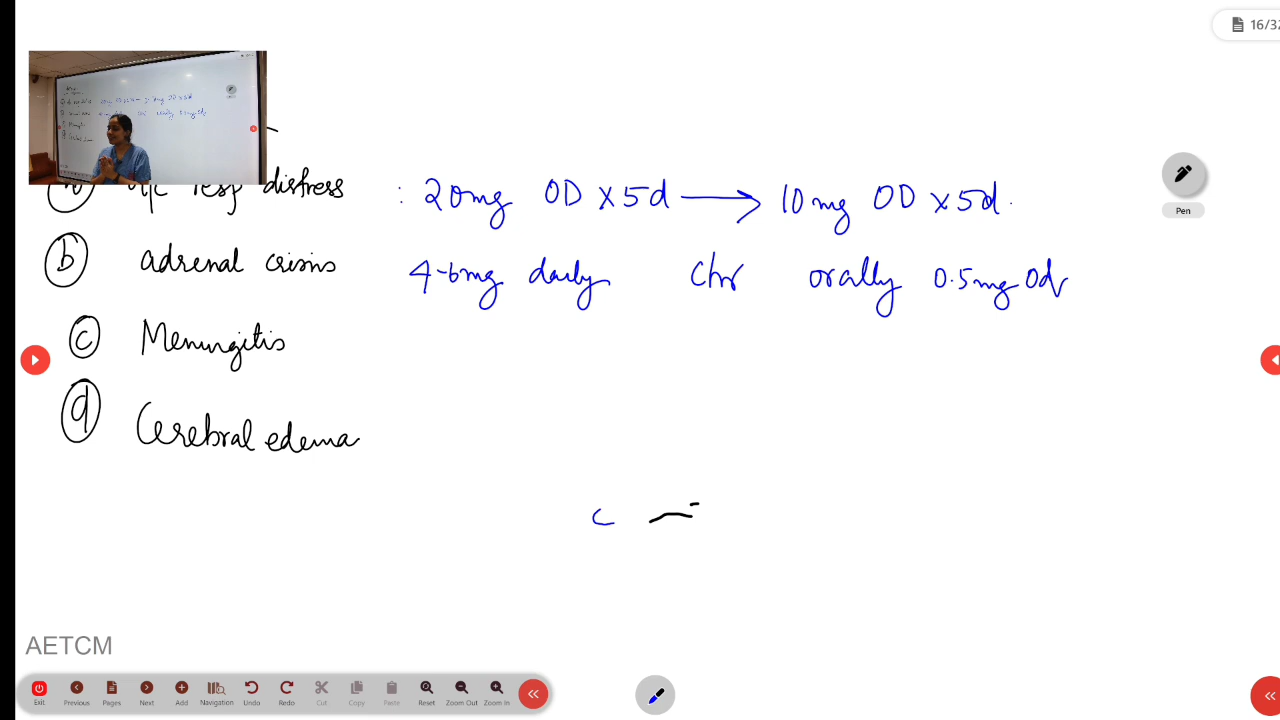 16/32
resp distress : 20mg OD x 5d → 10mg OD x 5d.
Pen
b adrenal crisis 4-6mg daily Chr orally 0.5mg Od
c Meningitis
d Cerebral edema
c
AETCM
Exit Previous Pages Next Add Navigation Undo Redo Cut Copy Paste Reset Zoom Out Zoom In